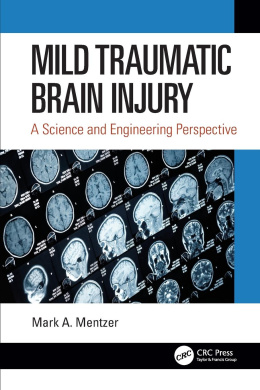 MILD TRAUMATIC
BRAIN INJURY
A Science and Engineering Perspective
Mark A. Mentzer
CRC
CRC Press
Taylor & Francis Group